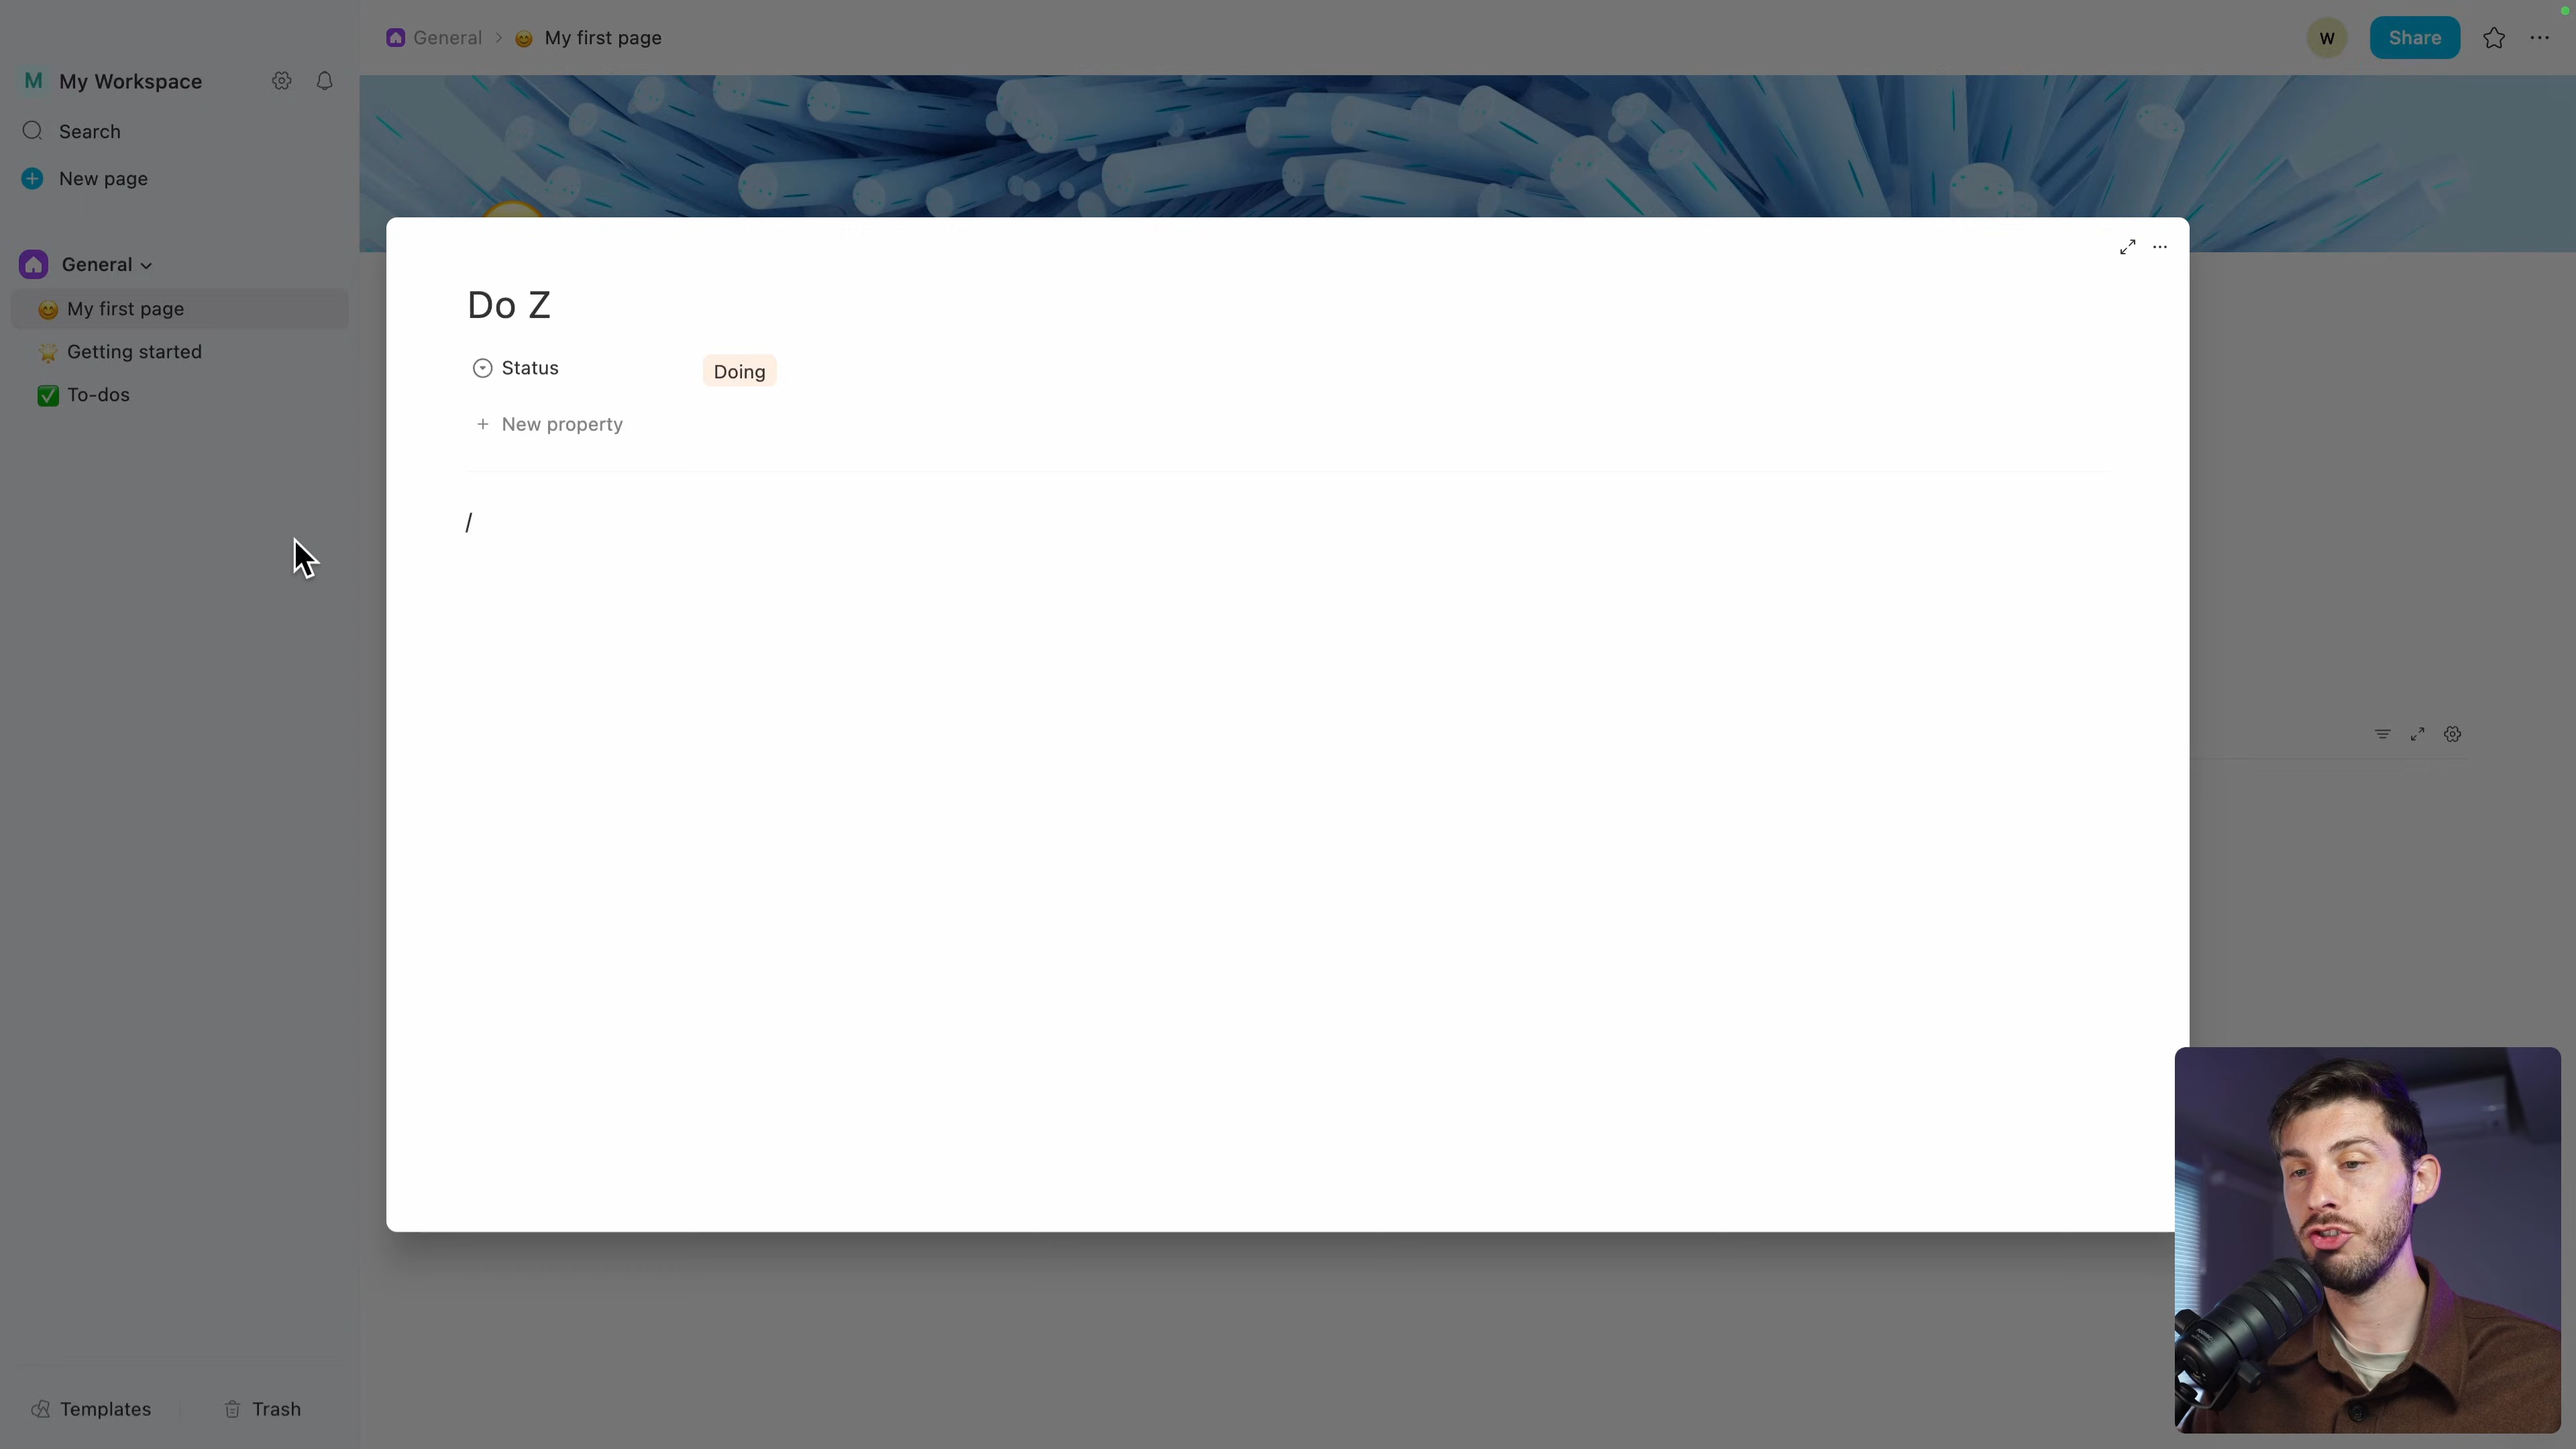 General > 😊 My first page
W
Share
M My Workspace
Search
New page
General
😊 My first page
🌟 Getting started
✅ To-dos
Do Z
Status
Doing
+ New property
/
Templates
Trash